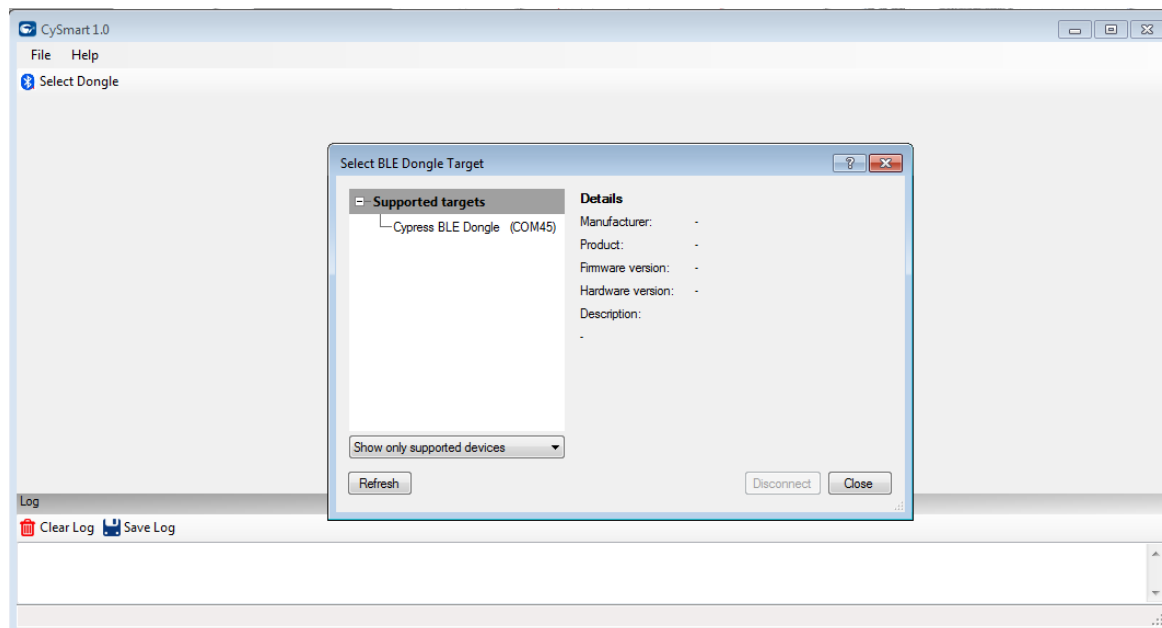 CySmart 1.0
File Help
Select Dongle
Select BLE Dongle Target
Supported targets
Cypress BLE Dongle (COM45)
Show only supported devices
Refresh
Details
Manufacturer: -
Product: -
Firmware version: -
Hardware version: -
Description:
-
Disconnect Close
Log
Clear Log Save Log